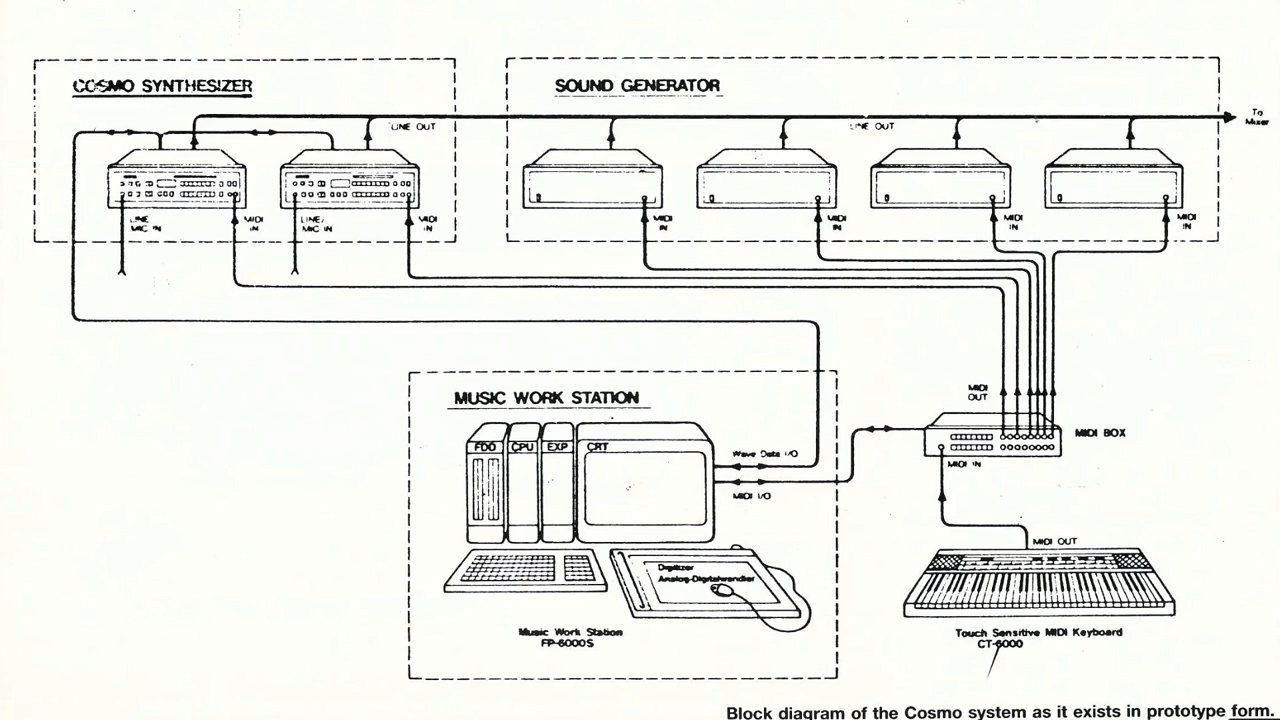 COSMO SYNTHESIZER
SOUND GENERATOR
LINE OUT
LINE OUT
To
Mixer
LINE
MIC IN
MIDI
IN
LINE/
MIC IN
MIDI
IN
MIDI
IN
MIDI
IN
MIDI
IN
MIDI
IN
MUSIC WORK STATION
FDD
CPU
EXP
CRT
Wave Data I/O
MIDI I/O
MIDI
OUT
MIDI BOX
MIDI IN
MIDI OUT
Digitizer
Analog-Digitalwandler
Music Work Station
FP-6000S
Touch Sensitive MIDI Keyboard
CT-6000
Block diagram of the Cosmo system as it exists in prototype form.